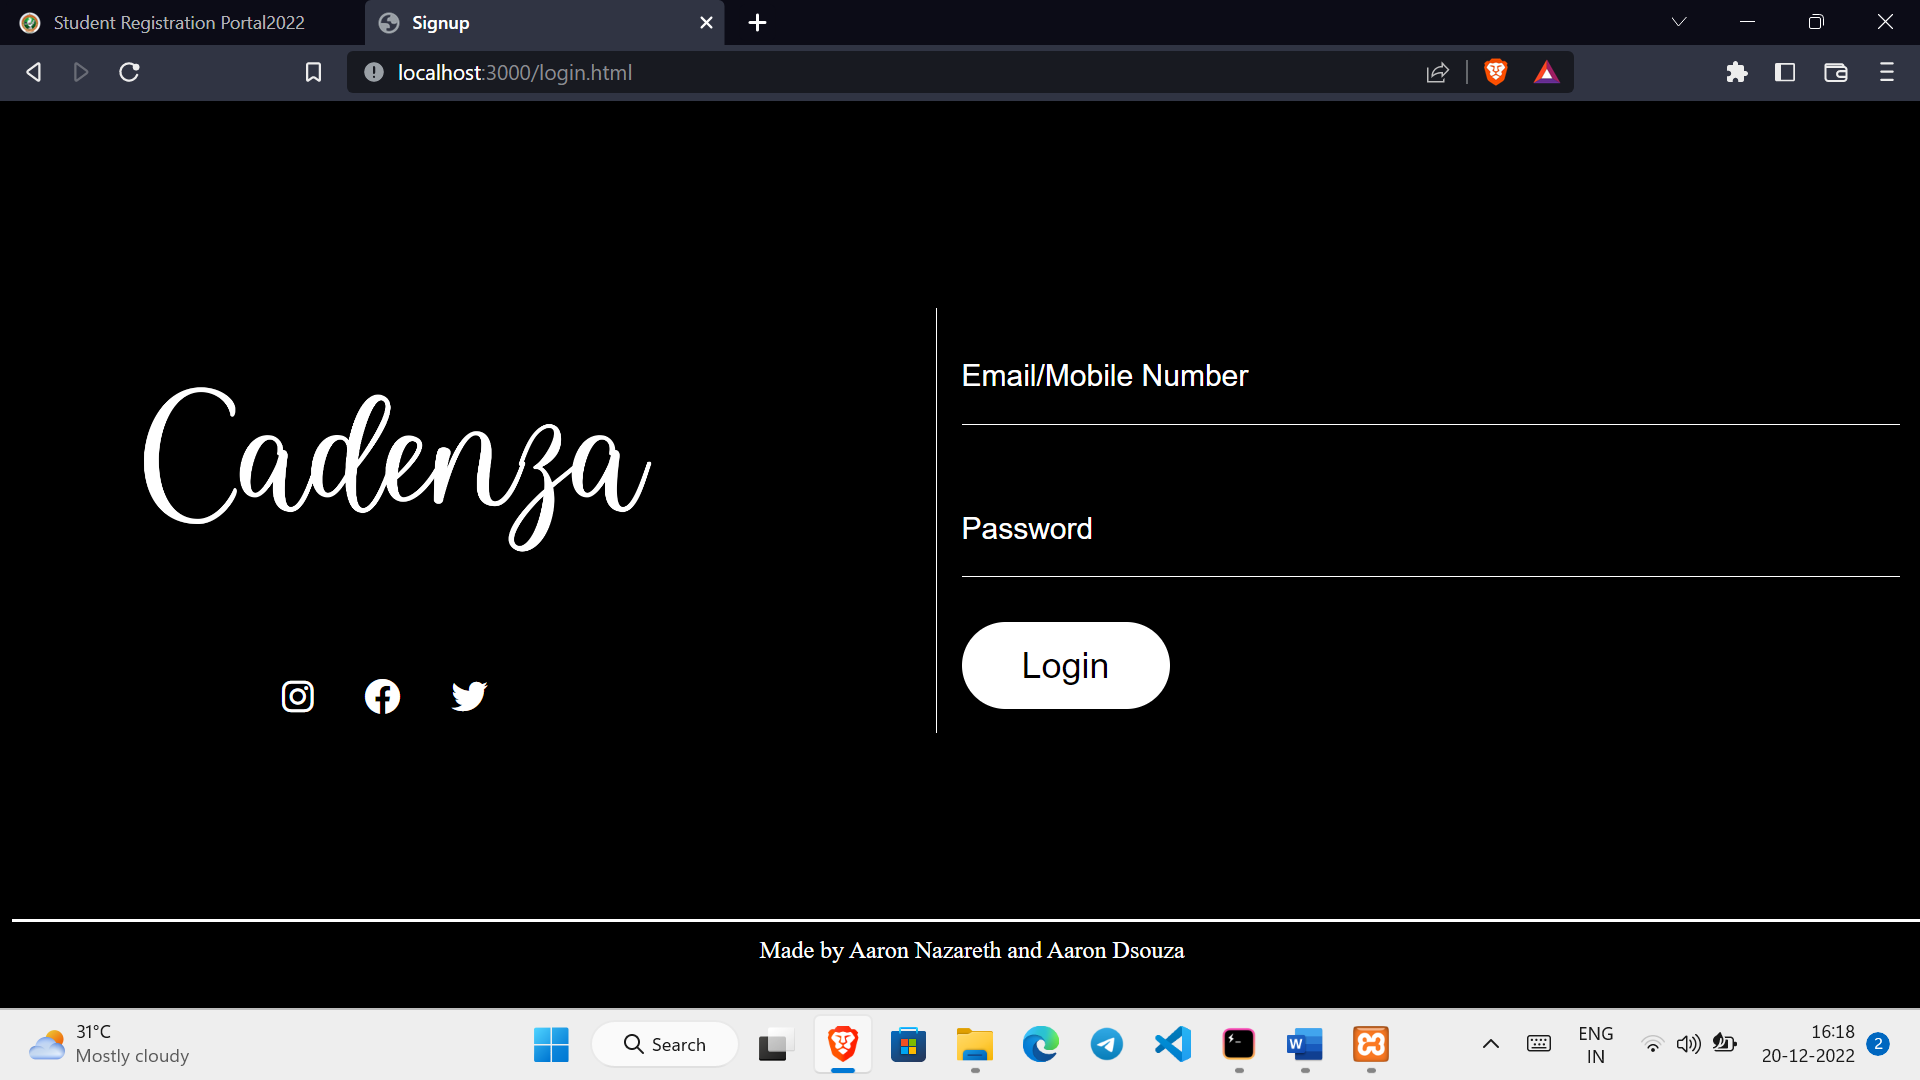 Student Registration Portal2022
Signup
localhost:3000/login.html
Cadenza
Email/Mobile Number
Password
Login
Made by Aaron Nazareth and Aaron Dsouza
31°C
Mostly cloudy
Search
W
ENG
IN
16:18
20-12-2022
2